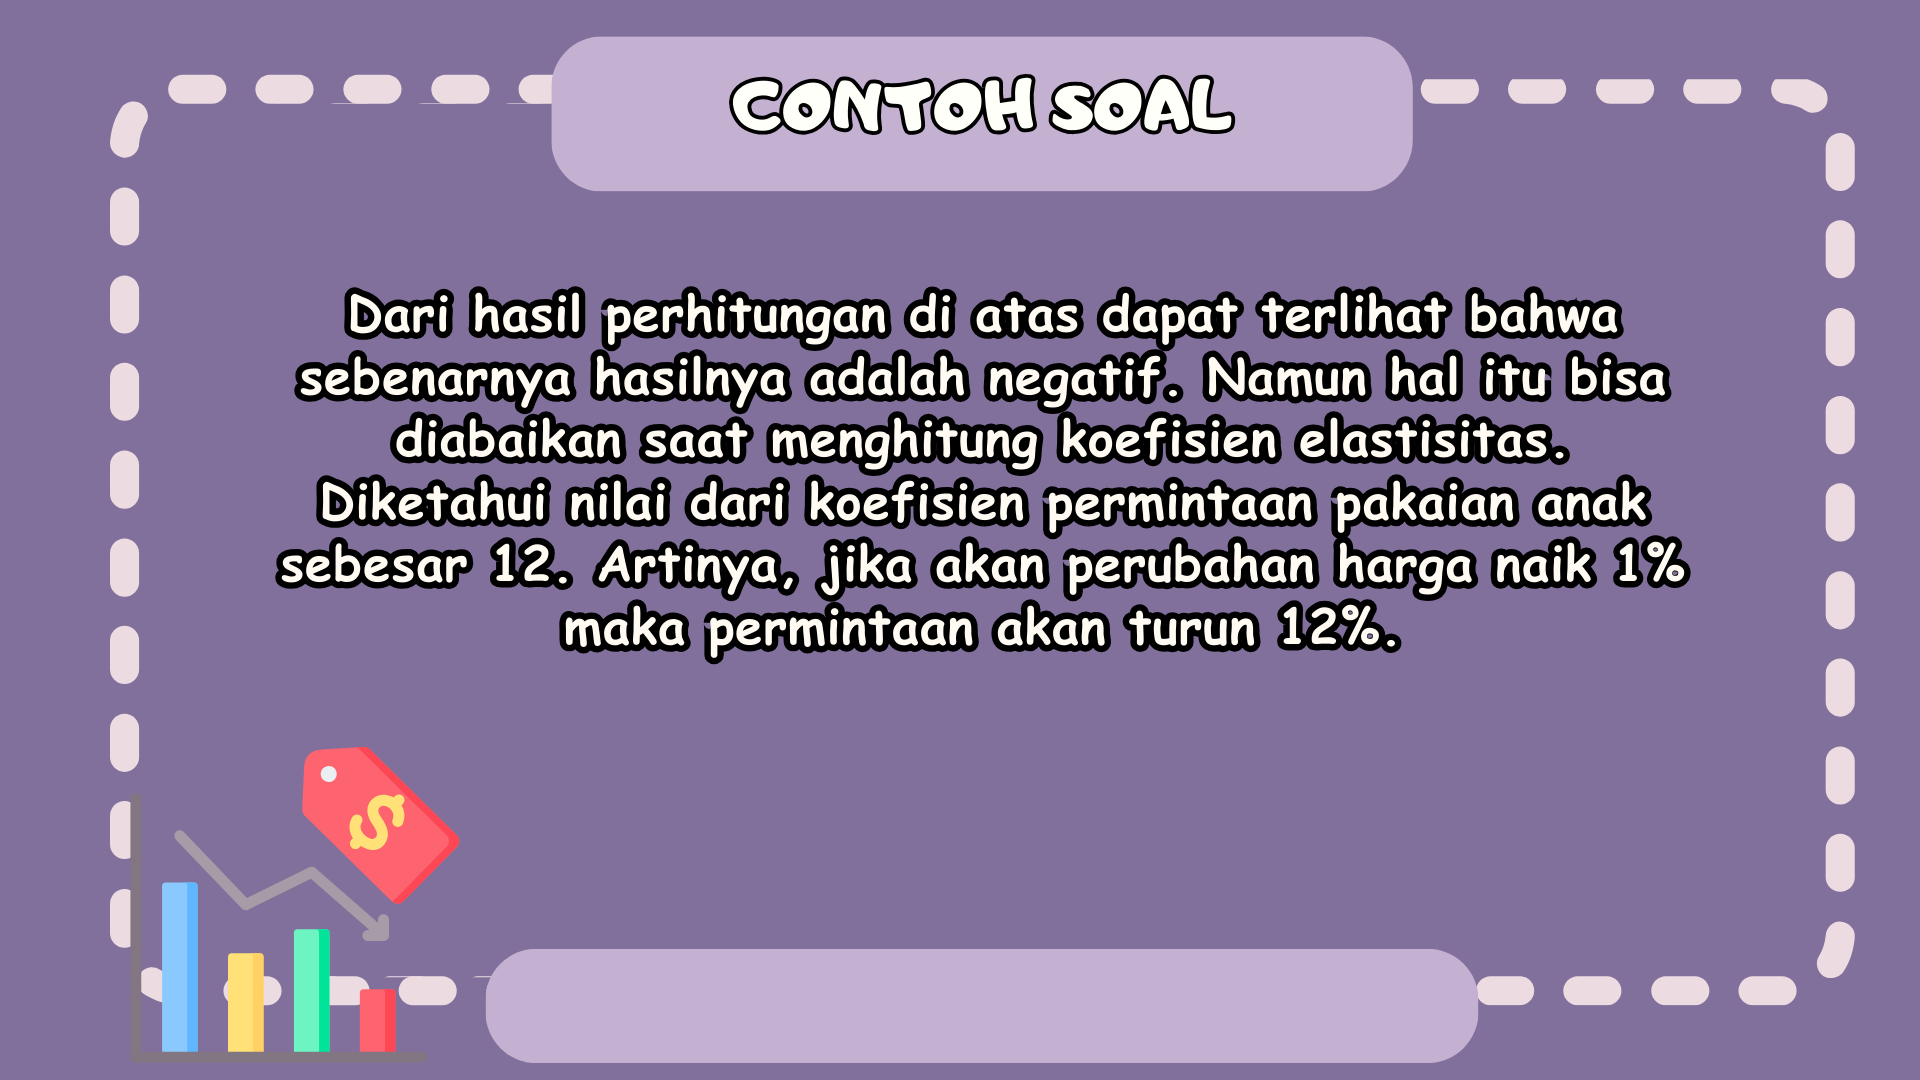 CONTOH SOAL
Dari hasil perhitungan di atas dapat terlihat bahwa
sebenarnya hasilnya adalah negatif. Namun hal itu bisa
diabaikan saat menghitung koefisien elastisitas.
Diketahui nilai dari koefisien permintaan pakaian anak
sebesar 12. Artinya, jika akan perubahan harga naik 1%
maka permintaan akan turun 12%.
$